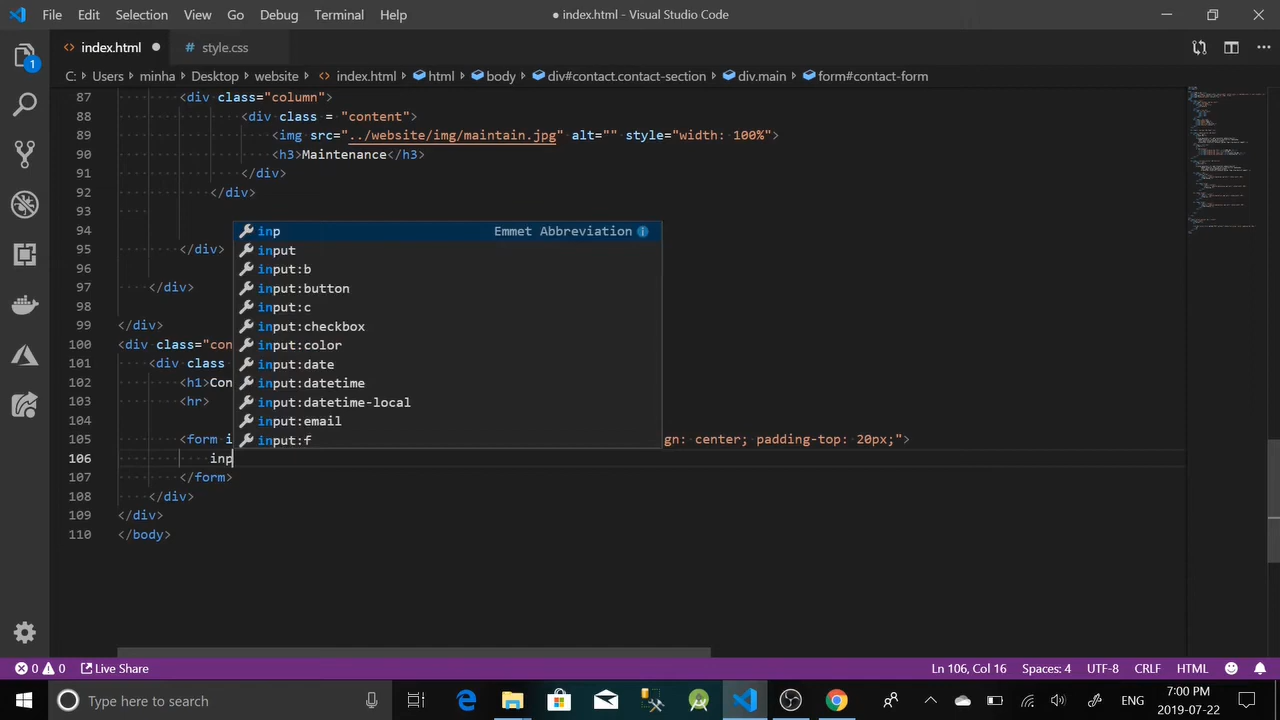 File Edit Selection View Go Debug Terminal Help
● index.html - Visual Studio Code
<> index.html ●
# style.css
C: > Users > minha > Desktop > website > <> index.html > html > body > div#contact.contact-section > div.main > form#contact-form
1
87 <div class="column">
88 <div class = "content">
89 <img src="../website/img/maintain.jpg" alt="" style="width: 100%">
90 <h3>Maintenance</h3>
91 </div>
92 </div>
93
94
95 </div>
96
97 </div>
98
99 </div>
100 <div class="con
101 <div class
102 <h1>Con
103 <hr>
104
105 <form i gn: center; padding-top: 20px;">
106 inp
107 </form>
108 </div>
109 </div>
110 </body>
inp Emmet Abbreviation
input
input:b
input:button
input:c
input:checkbox
input:color
input:date
input:datetime
input:datetime-local
input:email
input:f
0 0 Live Share Ln 106, Col 16 Spaces: 4 UTF-8 CRLF HTML
Type here to search
ENG
7:00 PM
2019-07-22